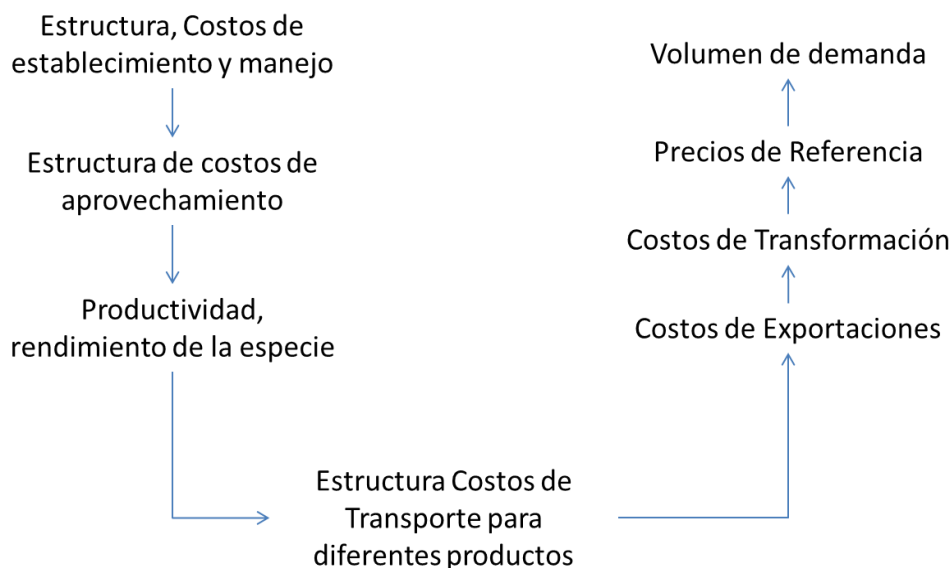 Estructura, Costos de
establecimiento y manejo
Estructura de costos de
aprovechamiento
Productividad,
rendimiento de la especie
Estructura Costos de
Transporte para
diferentes productos
Costos de Exportaciones
Costos de Transformación
Precios de Referencia
Volumen de demanda